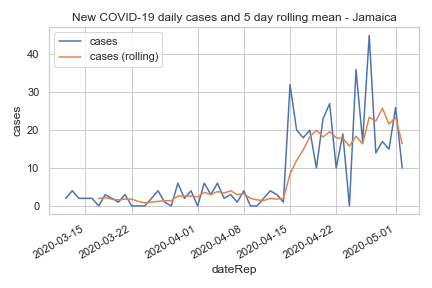 New COVID-19 daily cases and 5 day rolling mean - Jamaica
cases
cases (rolling)
cases
40
30
20
10
0
2020-03-15
2020-03-22
2020-04-01
2020-04-08
2020-04-15
2020-04-22
2020-05-01
dateRep